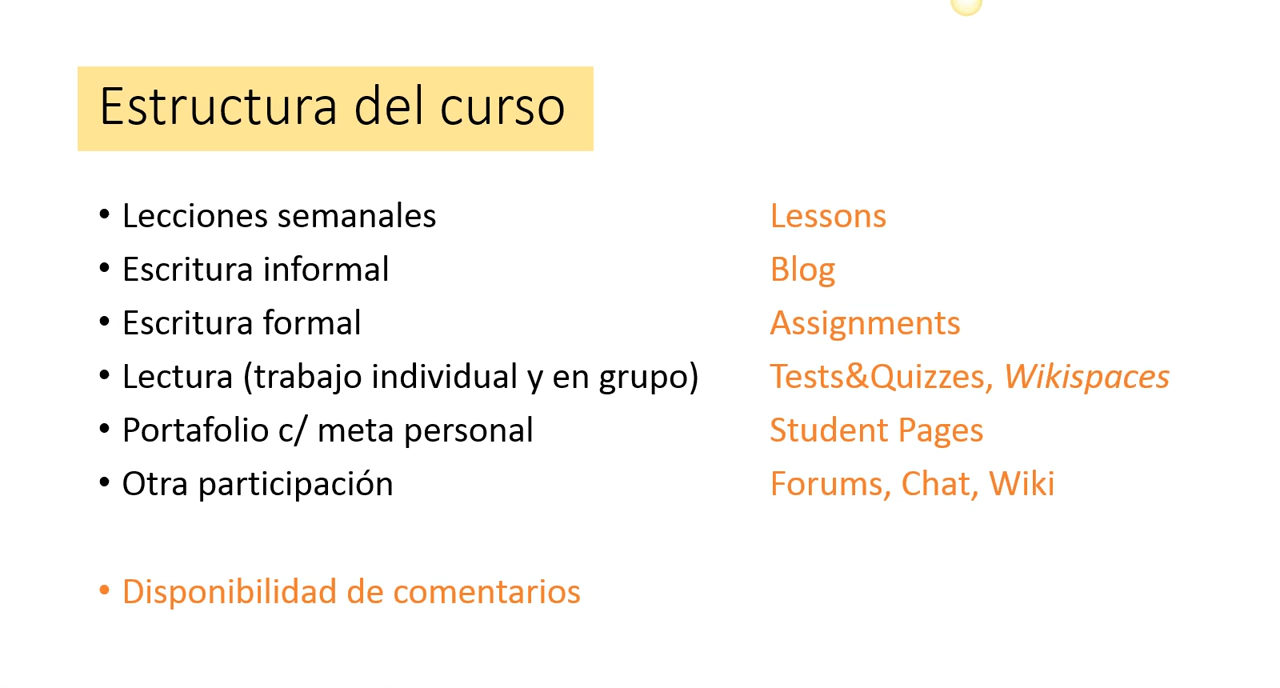 Estructura del curso
• Lecciones semanales Lessons
• Escritura informal Blog
• Escritura formal Assignments
• Lectura (trabajo individual y en grupo) Tests&Quizzes, Wikispaces
• Portafolio c/ meta personal Student Pages
• Otra participación Forums, Chat, Wiki
• Disponibilidad de comentarios